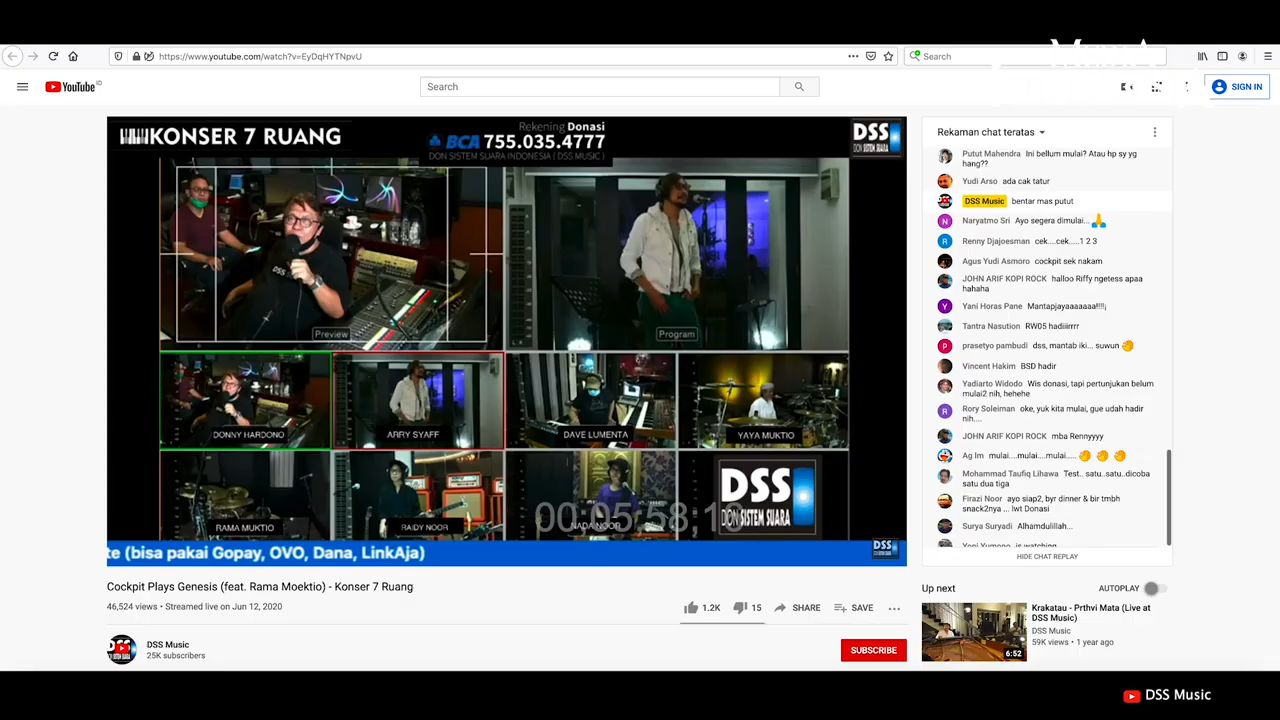 https://www.youtube.com/watch?v=EyDqHYTNpvU
Search
YouTube ID
Search
SIGN IN
KONSER 7 RUANG
Rekening Donasi
BCA 755.035.4777
DON SISTEM SUARA INDONESIA ( DSS MUSIC )
DSS
DON SISTEM SUARA
Preview
Program
DONNY HARDONO
ARRY SYAFF
DAVE LUMENTA
YAYA MUKTIO
RAMA MUKTIO
RAIDY NOOR
NADA NOOR
DSS
DON SISTEM SUARA
te (bisa pakai Gopay, OVO, Dana, LinkAja)
DSS
Rekaman chat teratas
Putut Mahendra Ini bellum mulai? Atau hp sy yg
hang??
Yudi Arso ada cak tatur
DSS Music bentar mas putut
Naryatmo Sri Ayo segera dimulai... 🙏
Renny Djajoesman cek....cek.....1 2 3
Agus Yudi Asmoro cockpit sek nakam
JOHN ARIF KOPI ROCK halloo Riffy ngetess apaa
hahaha
Yani Horas Pane Mantapjayaaaaaaa!!!!¡
Tantra Nasution RW05 hadiiirrrr
prasetyo pambudi dss, mantab iki... suwun 👏
Vincent Hakim BSD hadir
Yadiarto Widodo Wis donasi, tapi pertunjukan belum
mulai2 nih, hehehe
Rory Soleiman oke, yuk kita mulai, gue udah hadir
nih....
JOHN ARIF KOPI ROCK mba Rennyyyy
Ag Im mulai....mulai....mulai..... 👏 👏 👏
Mohammad Taufiq Lihawa Test.. satu..satu..dicoba
satu dua tiga
Firazi Noor ayo siap2, byr dinner & bir tmbh
snack2nya ... lwt Donasi
Surya Suryadi Alhamdulillah...
Yoni Yumono is watching
HIDE CHAT REPLAY
Cockpit Plays Genesis (feat. Rama Moektio) - Konser 7 Ruang
46,524 views • Streamed live on Jun 12, 2020
1.2K
15
SHARE
SAVE
DSS Music
25K subscribers
SUBSCRIBE
Up next
AUTOPLAY
Krakatau - Prthvi Mata (Live at
DSS Music)
DSS Music
59K views • 1 year ago
6:52
DSS Music